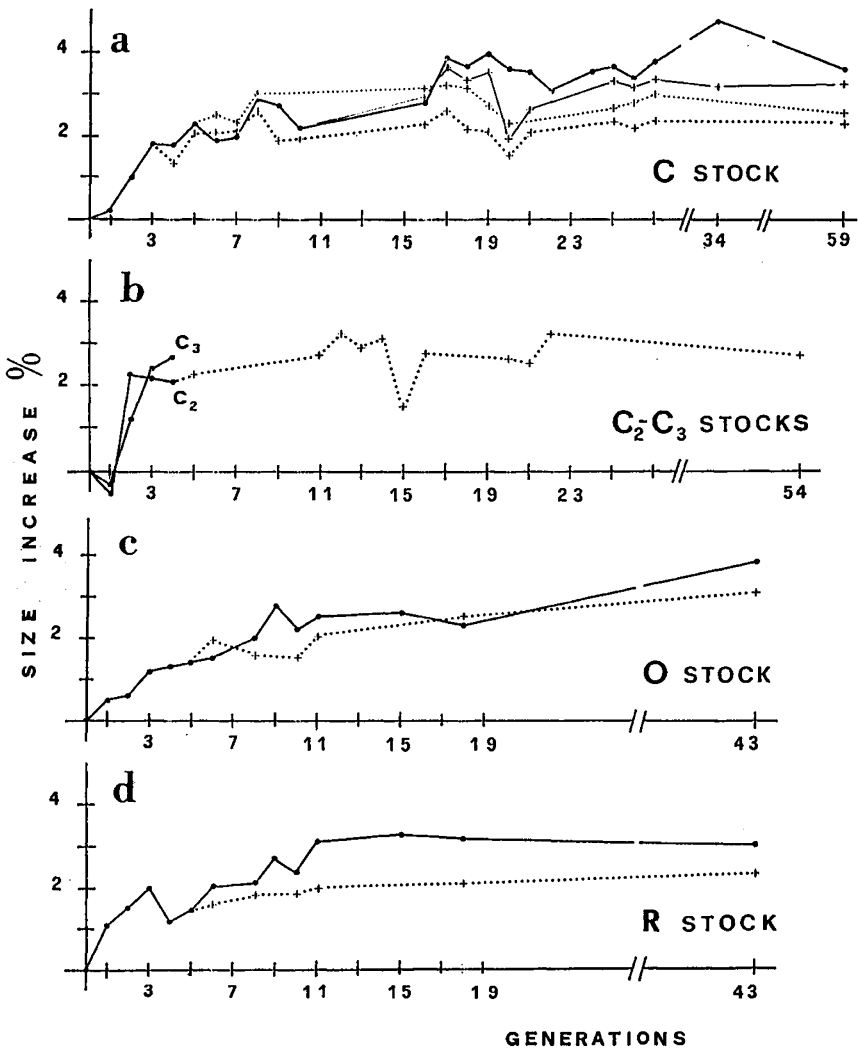 a
4
2
C STOCK
3 7 11 15 19 23 34 59
b
4
2
C3
C2
C2-C3 STOCKS
3 7 11 15 19 23 54
SIZE INCREASE %
c
4
2
O STOCK
3 7 11 15 19 43
d
4
2
R STOCK
3 7 11 15 19 43
GENERATIONS